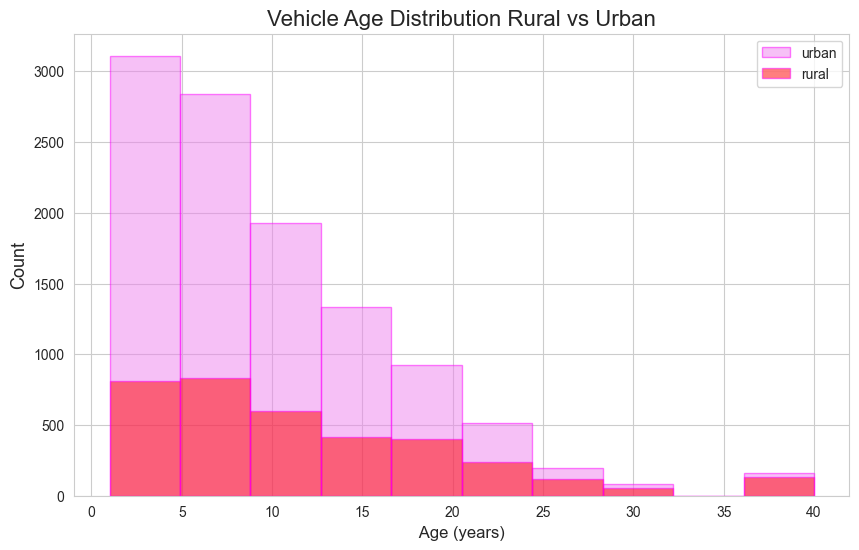 Vehicle Age Distribution Rural vs Urban
urban
rural
3000
2500
2000
1500
1000
500
0
Count
0 5 10 15 20 25 30 35 40
Age (years)